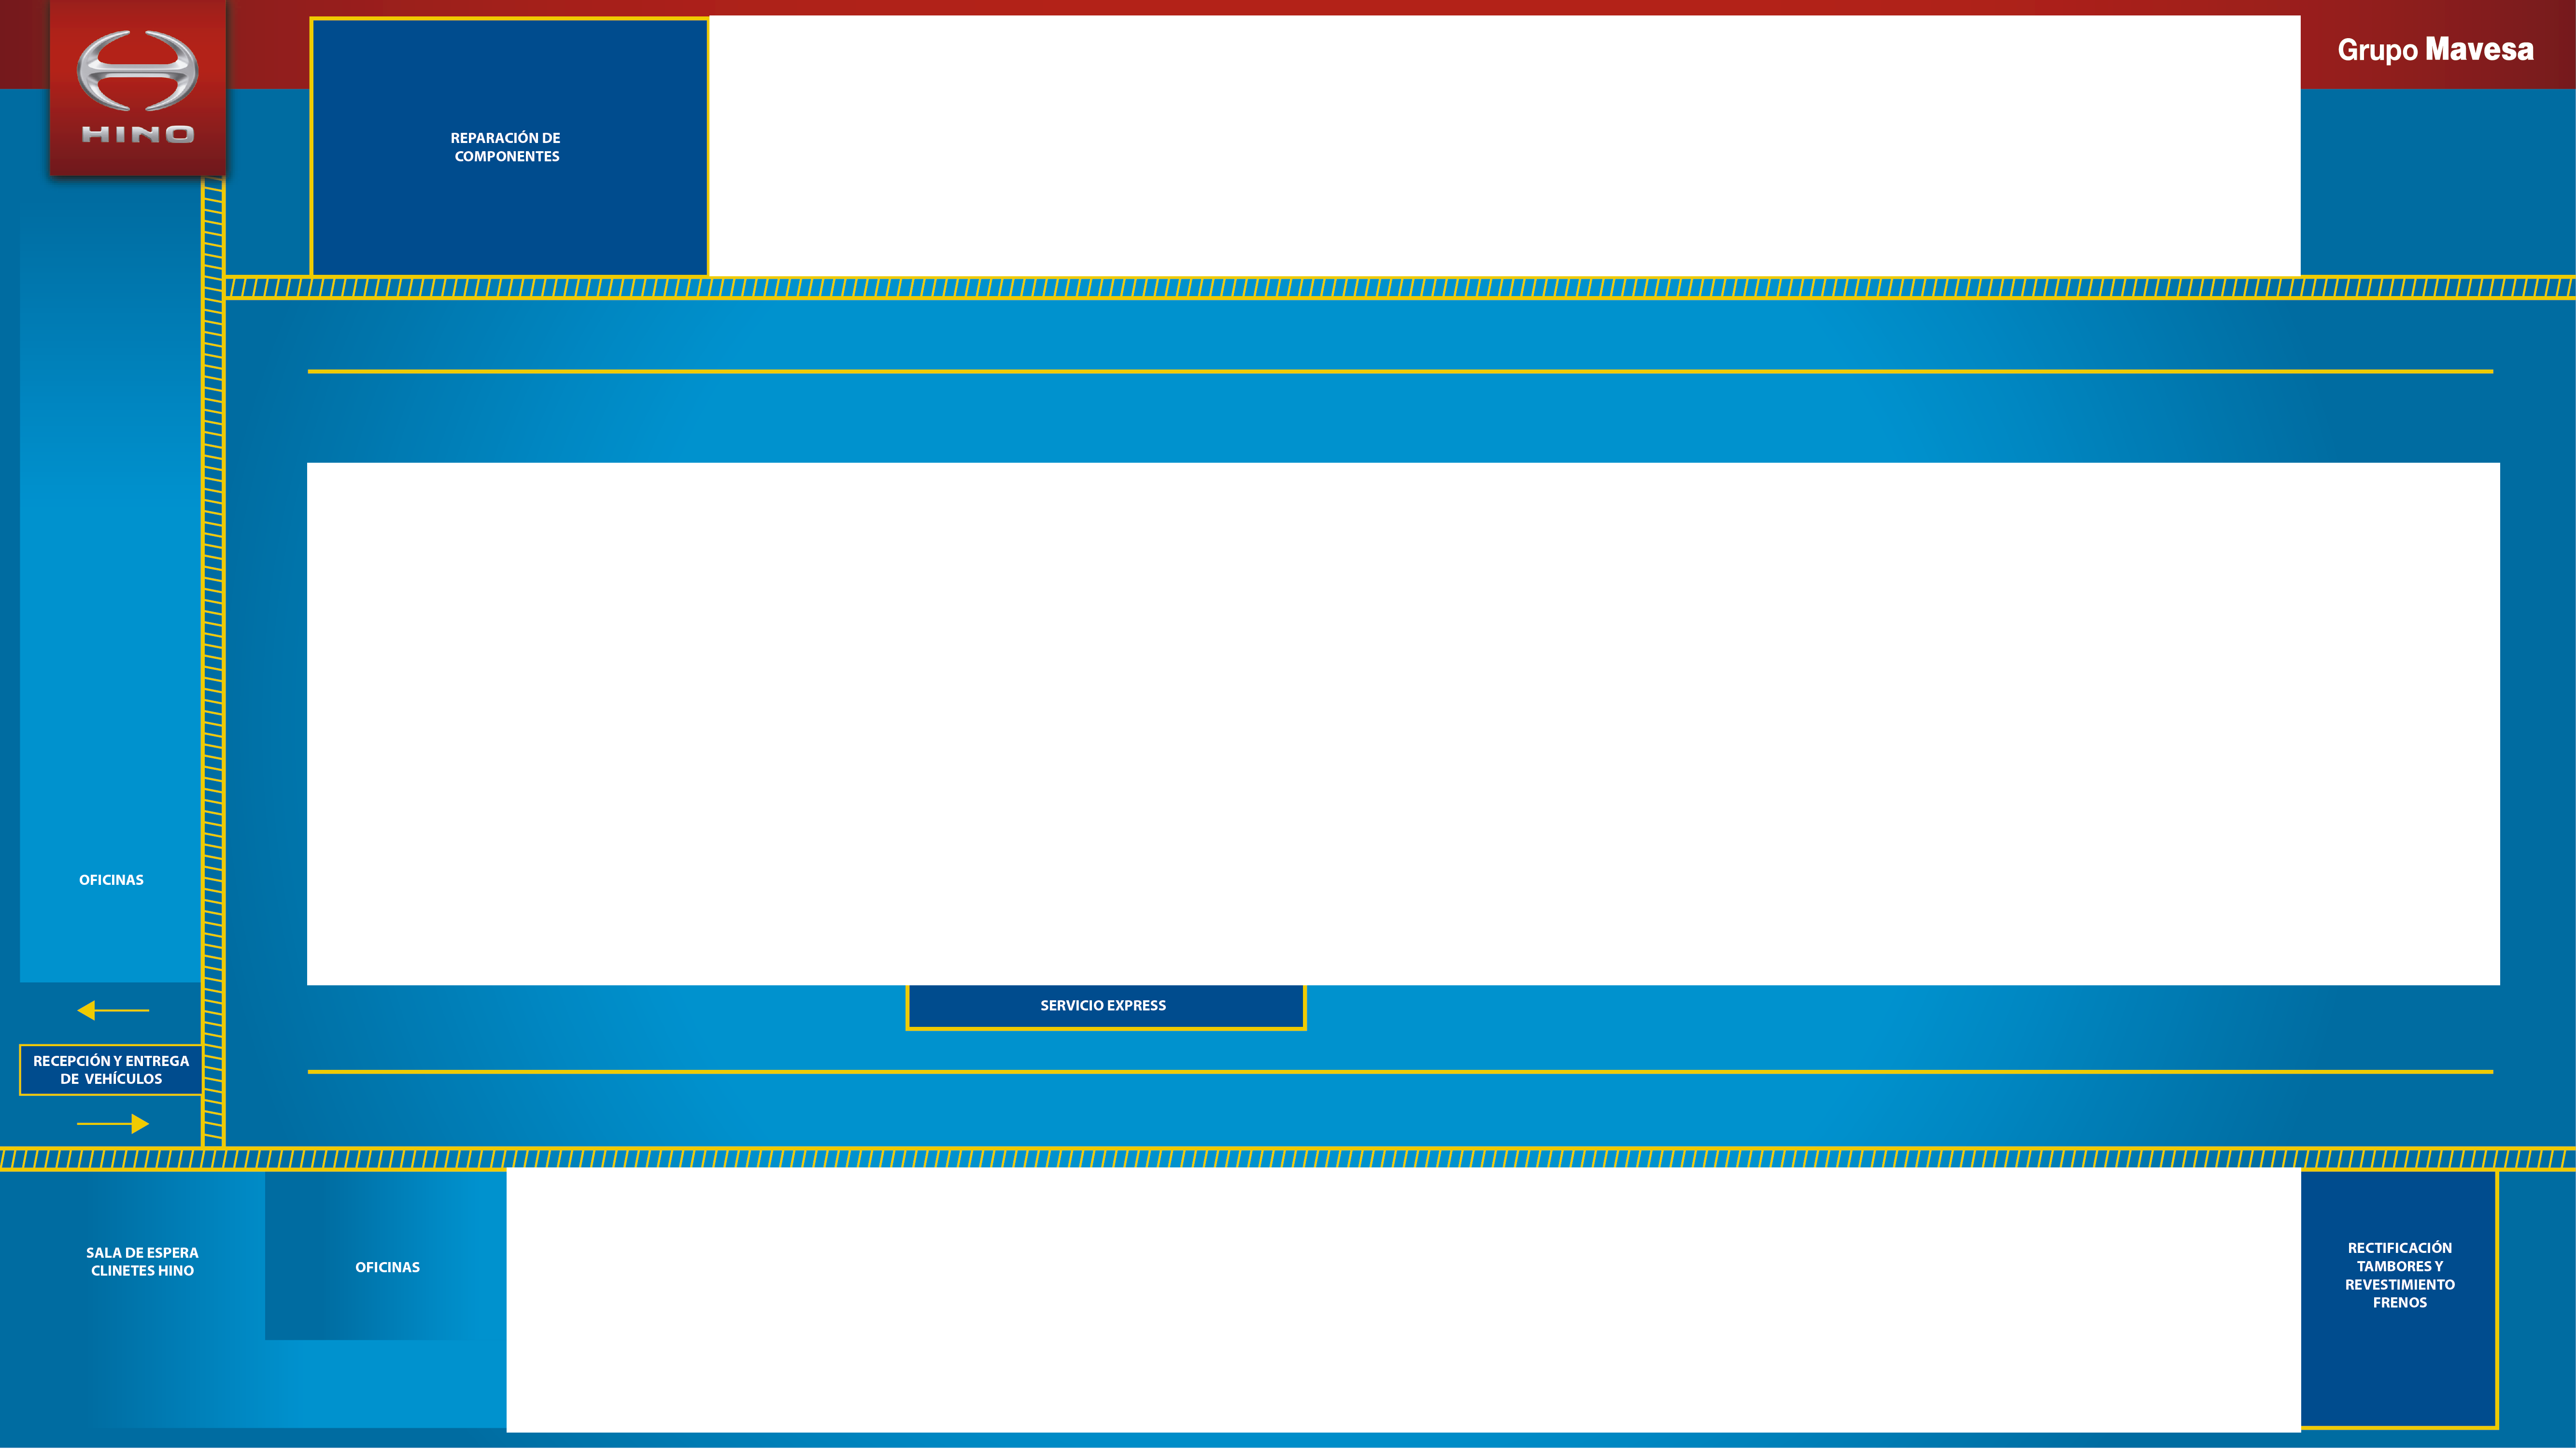 HINO
Grupo Mavesa
REPARACIÓN DE
COMPONENTES
OFICINAS
SERVICIO EXPRESS
RECEPCIÓN Y ENTREGA
DE VEHÍCULOS
SALA DE ESPERA
CLINETES HINO
OFICINAS
RECTIFICACIÓN
TAMBORES Y
REVESTIMIENTO
FRENOS